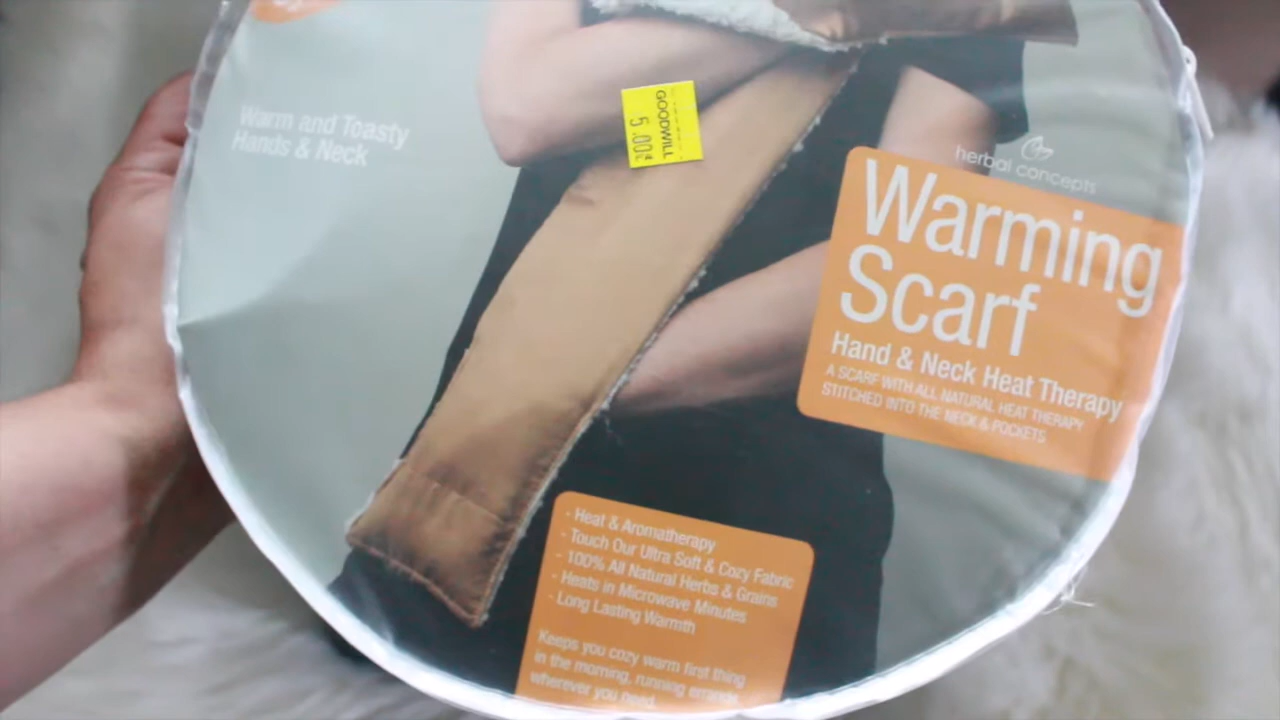 Warm and Toasty
Hands & Neck
GOODWILL
5.00
herbal concepts
Warming
Scarf
Hand & Neck Heat Therapy
A SCARF WITH ALL NATURAL HEAT THERAPY
STITCHED INTO THE NECK & POCKETS
- Heat & Aromatherapy
- Touch Our Ultra Soft & Cozy Fabric
- 100% All Natural Herbs & Grains
- Heats in Microwave Minutes
- Long Lasting Warmth
Keeps you cozy warm first thing
in the morning, running errands,
wherever you need.